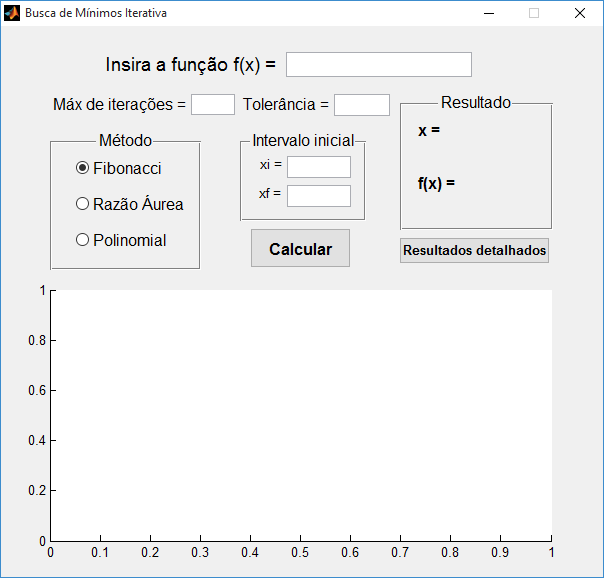 Busca de Mínimos Iterativa
Insira a função f(x) =
Máx de iterações =
Tolerância =
Método
Fibonacci
Razão Áurea
Polinomial
Intervalo inicial
xi =
xf =
Calcular
Resultado
x =
f(x) =
Resultados detalhados
1
0.8
0.6
0.4
0.2
0
0 0.1 0.2 0.3 0.4 0.5 0.6 0.7 0.8 0.9 1